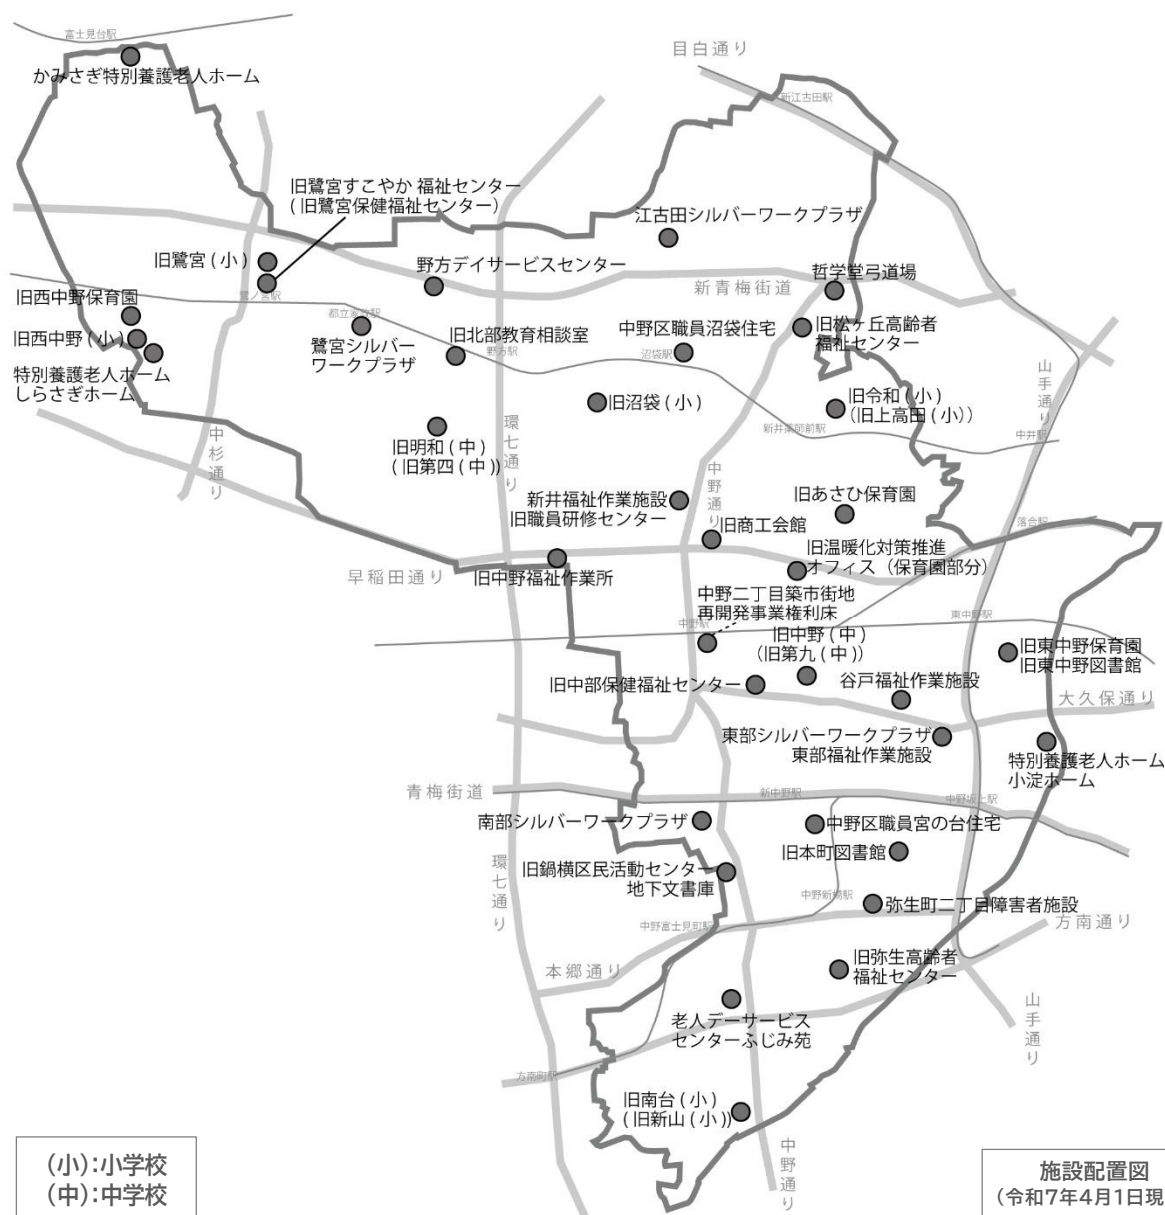 富士見台駅
かみさぎ特別養護老人ホーム
目白通り
新江古田駅
旧鷺宮すこやか 福祉センター
(旧鷺宮保健福祉センター)
江古田シルバーワークプラザ
旧鷺宮(小)
野方デイサービスセンター
哲学堂弓道場
新青梅街道
鷺ノ宮駅
旧西中野保育園
都立家政駅
旧西中野(小)
鷺宮シルバー
ワークプラザ
旧北部教育相談室
野方駅
中野区職員沼袋住宅
沼袋駅
旧松ヶ丘高齢者
福祉センター
特別養護老人ホーム
しらさぎホーム
山手通り
旧沼袋(小)
旧令和(小)
(旧上高田(小))
新井薬師前駅
中井駅
中杉通り
旧明和(中)
(旧第四(中))
環七通り
中野通り
新井福祉作業施設
旧職員研修センター
旧あさひ保育園
旧商工会館
落合駅
旧温暖化対策推進
オフィス（保育園部分）
早稲田通り
旧中野福祉作業所
中野二丁目築市街地
再開発事業権利床
中野駅
東中野駅
旧中野(中)
(旧第九(中))
旧東中野保育園
旧東中野図書館
旧中部保健福祉センター
谷戸福祉作業施設
大久保通り
東部シルバーワークプラザ
東部福祉作業施設
特別養護老人ホーム
小淀ホーム
青梅街道
新中野駅
中野坂上駅
南部シルバーワークプラザ
中野区職員宮の台住宅
旧本町図書館
環七通り
旧鍋横区民活動センター
地下文書庫
中野新橋駅
弥生町二丁目障害者施設
中野富士見町駅
方南通り
本郷通り
旧弥生高齢者
福祉センター
山手通り
老人デーサービス
センターふじみ苑
方南町駅
旧南台(小)
(旧新山(小))
中野通り
(小):小学校
(中):中学校
施設配置図
(令和7年4月1日現